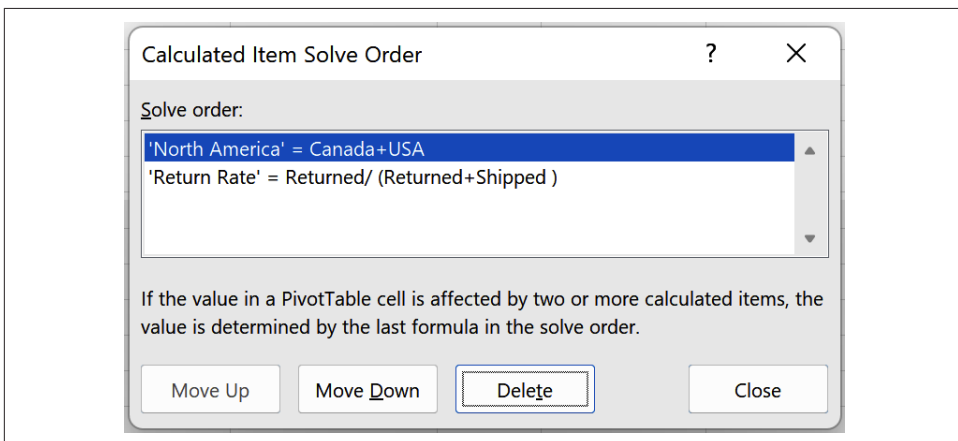 Calculated Item Solve Order ?
Solve order:
'North America' = Canada+USA
'Return Rate' = Returned/ (Returned+Shipped )
If the value in a PivotTable cell is affected by two or more calculated items, the
value is determined by the last formula in the solve order.
Move Up Move Down Delete Close